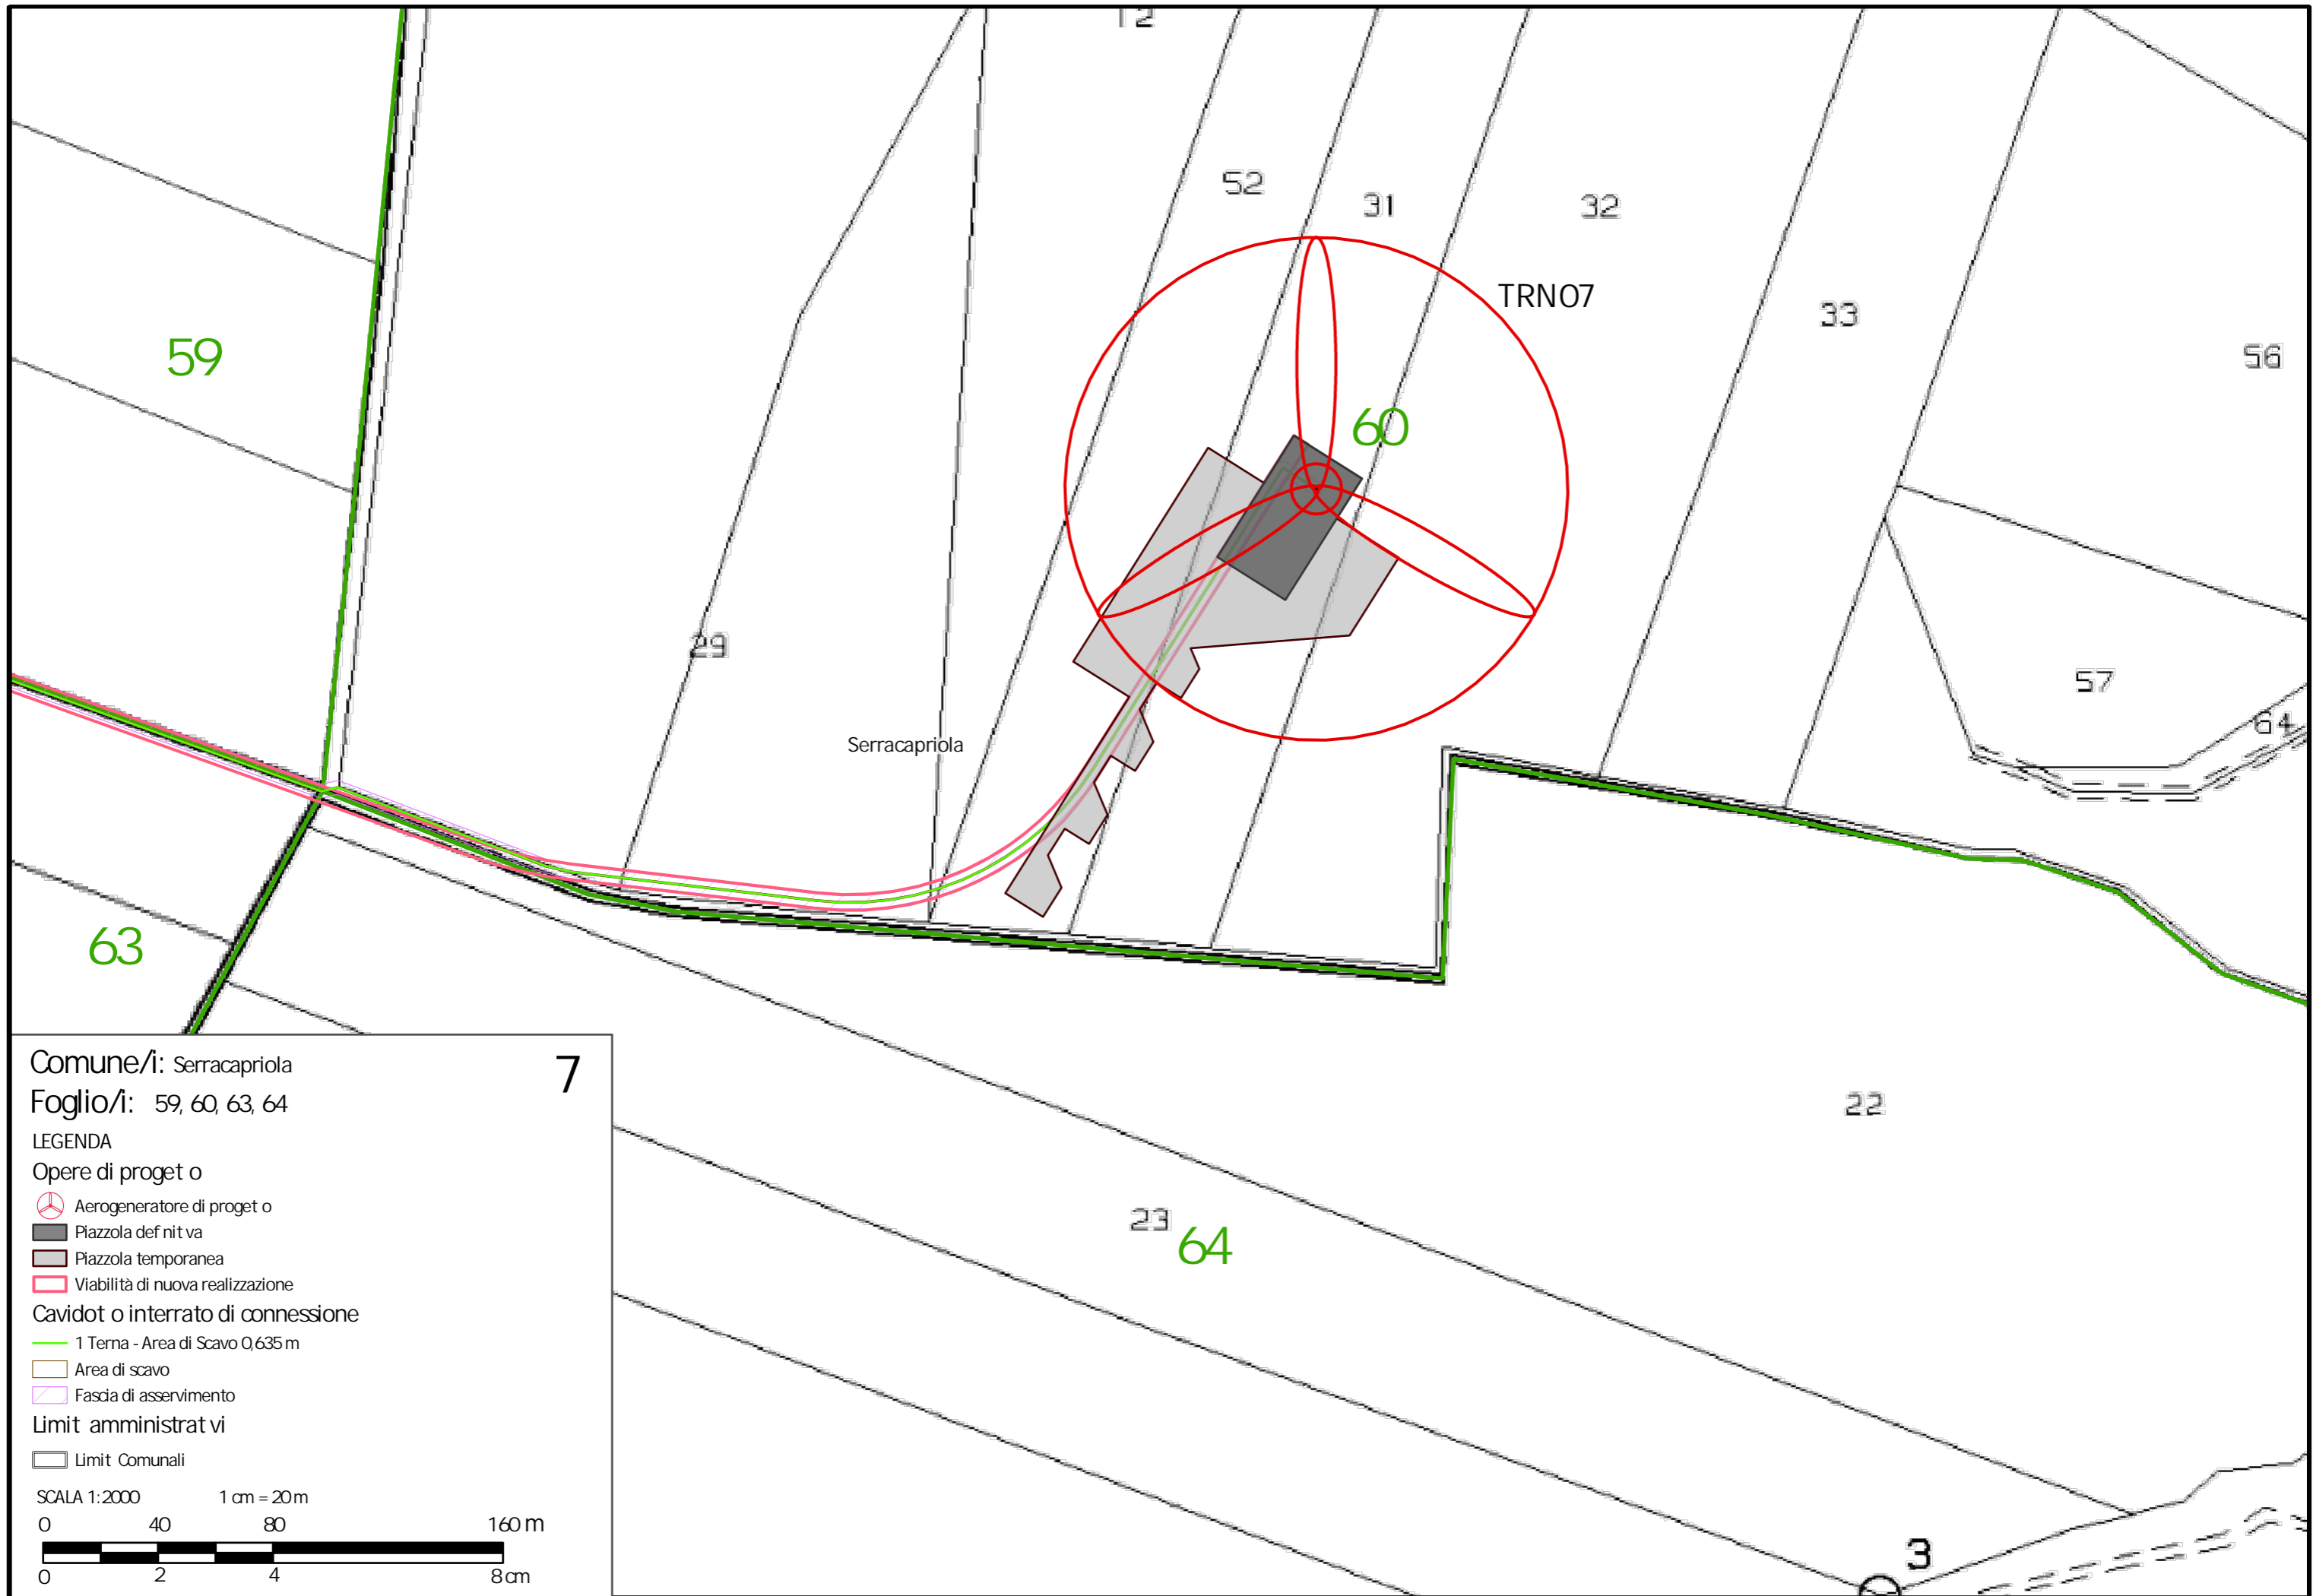 12
52
31
32
TRN07
33
59
56
60
29
57
64
Serracapriola
63
22
23
64
3
Comune/i: Serracapriola
7
Foglio/i: 59, 60, 63, 64
LEGENDA
Opere di proget o
Aerogeneratore di proget o
Piazzola def nit va
Piazzola temporanea
Viabilità di nuova realizzazione
Cavidot o interrato di connessione
1 Terna - Area di Scavo 0,635 m
Area di scavo
Fascia di asservimento
Limit amministrat vi
Limit Comunali
SCALA 1:2000 1 cm = 20 m
0 40 80 160 m
0 2 4 8 cm